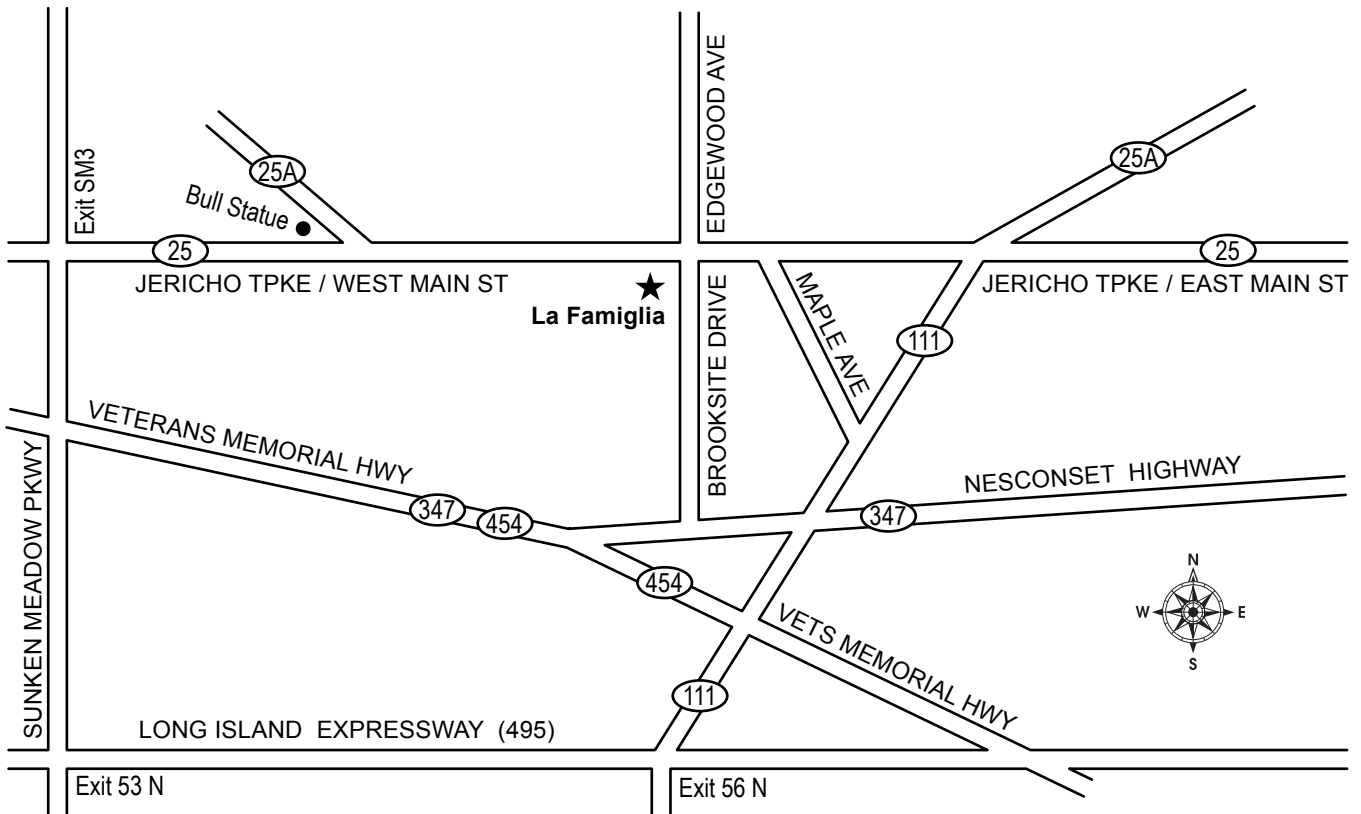 EDGEWOOD AVE
Exit SM3
25A
25A
Bull Statue
25
25
JERICHO TPKE / WEST MAIN ST
JERICHO TPKE / EAST MAIN ST
La Famiglia
BROOKSITE DRIVE
MAPLE AVE
111
VETERANS MEMORIAL HWY
SUNKEN MEADOW PKWY
NESCONSET HIGHWAY
347
454
347
454
N
W
E
S
VETS MEMORIAL HWY
111
LONG ISLAND EXPRESSWAY (495)
Exit 53 N
Exit 56 N